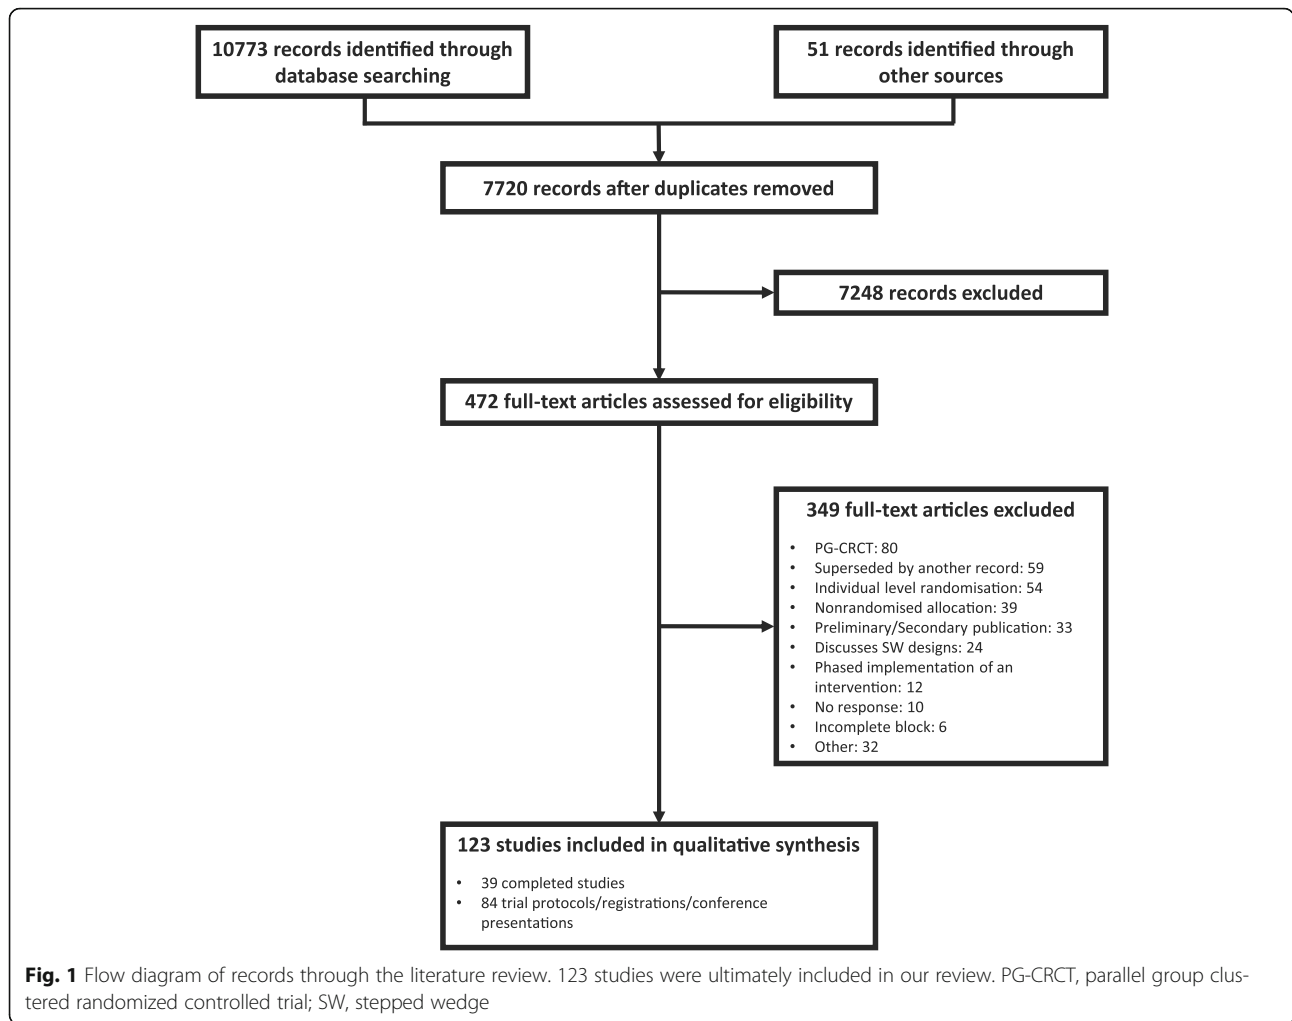 10773 records identified through
database searching
51 records identified through
other sources
7720 records after duplicates removed
7248 records excluded
472 full-text articles assessed for eligibility
349 full-text articles excluded
• PG-CRCT: 80
• Superseded by another record: 59
• Individual level randomisation: 54
• Nonrandomised allocation: 39
• Preliminary/Secondary publication: 33
• Discusses SW designs: 24
• Phased implementation of an
intervention: 12
• No response: 10
• Incomplete block: 6
• Other: 32
123 studies included in qualitative synthesis
• 39 completed studies
• 84 trial protocols/registrations/conference
presentations
Fig. 1 Flow diagram of records through the literature review. 123 studies were ultimately included in our review. PG-CRCT, parallel group clus-
tered randomized controlled trial; SW, stepped wedge